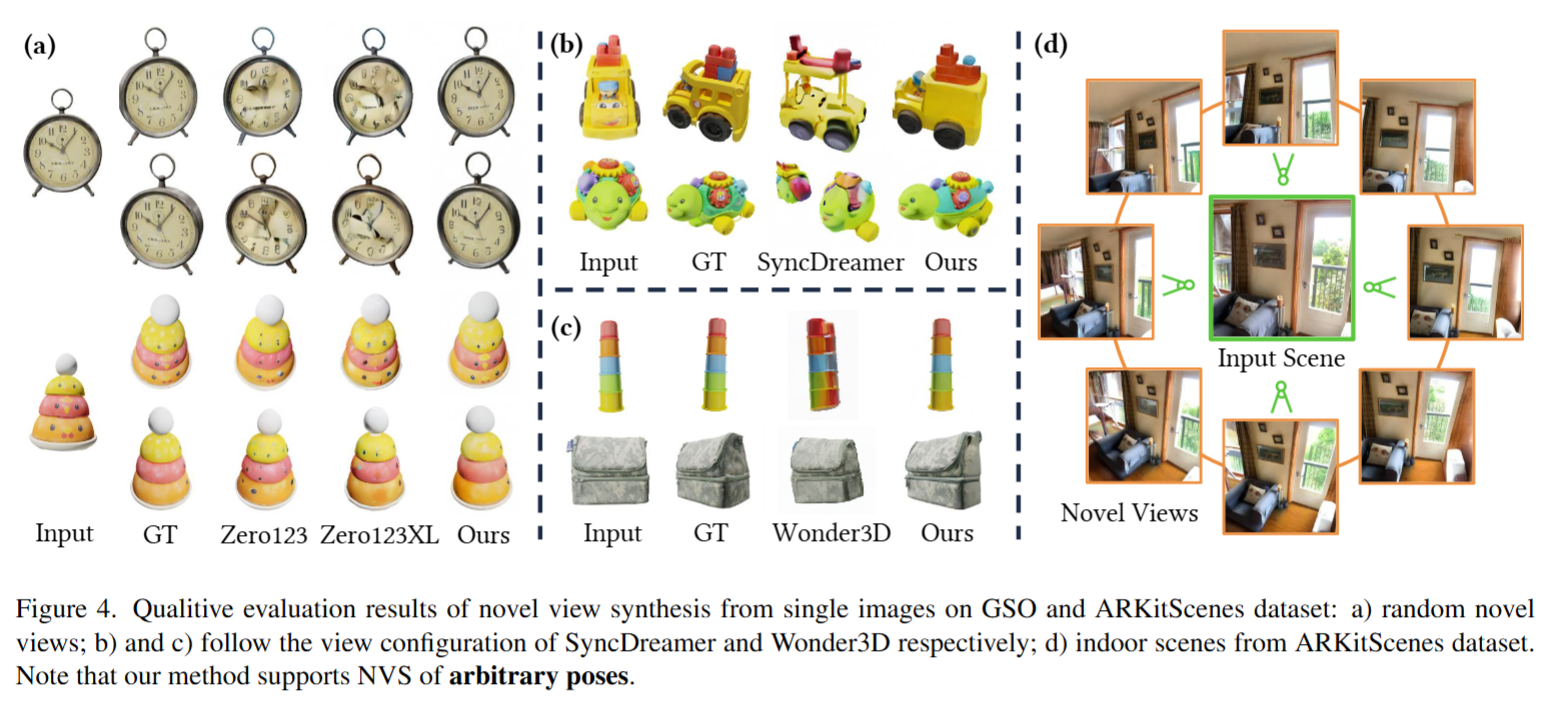 (a)
Input
GT
Zero123
Zero123XL
Ours
(b)
Input
GT
SyncDreamer
Ours
(c)
Input
GT
Wonder3D
Ours
(d)
Input Scene
Novel Views
Figure 4. Qualitive evaluation results of novel view synthesis from single images on GSO and ARKitScenes dataset: a) random novel
views; b) and c) follow the view configuration of SyncDreamer and Wonder3D respectively; d) indoor scenes from ARKitScenes dataset.
Note that our method supports NVS of arbitrary poses.